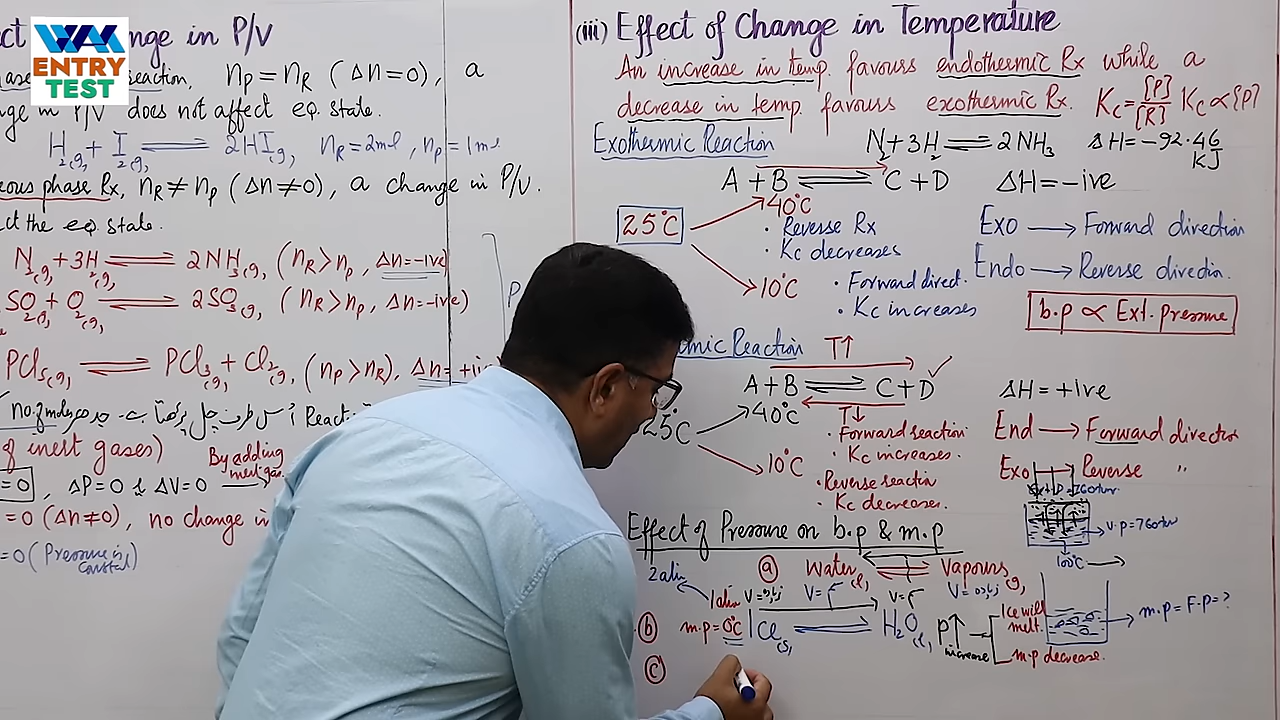 WAK
ENTRY
TEST
nge in P/V
reaction, nP = nR (Δn=0), a
nge in P/V does not affect eq. state.
H2(g) + I2(g) ⇌ 2HI(g), nR = 2mol, nP = 1mol
eous phase Rx, nR ≠ nP (Δn≠0), a change in P/V.
ect the eq. state.
N2(g) + 3H2(g) ⇌ 2NH3(g), (nR > nP, Δn=-ive)
SO2(g) + O2(g) ⇌ 2SO3(g) (nR > nP, Δn=-ive)
PCl5(g) ⇌ PCl3(g) + Cl2(g), (nP > nR), Δn = +ive
no. of moles
of inert gases) By adding
inert gas
=0, ΔP=0 & ΔV=0
=0 (Δn≠0), no change in
=0 (Pressure is
constant)
(iii) Effect of Change in Temperature
An increase in temp. favours endothermic Rx while a
decrease in temp. favours exothermic Rx. Kc = [P]/[R] Kc ∝ [P]
Exothermic Reaction N2 + 3H2 ⇌ 2NH3 ΔH = -92.46
KJ
A + B ⇌ C + D ΔH = -ive
25°C 40°C
· Reverse Rx
· Kc decreases
10°C · Forward direct.
· Kc increases
Exo → Forward direction
Endo → Reverse direction.
b.p ∝ Ext. pressure
mic Reaction T↑
A + B ⇌ C + D ✓ ΔH = +ive
25°C 40°C T↓
· Forward reaction
· Kc increases.
10°C · Reverse reaction
· Kc decreases.
End → Forward direction
Exo → Reverse "
v.p = 760torr
100°C →
Effect of Pressure on b.p & m.p
(a) Water(l) ⇌ Vapours(g)
2atm
1atm
(b) m.p = 0°C Ice(s) ⇌ H2O(l) P↑ increase
Ice will
melt.
m.p decrease.
m.p = F.P = ?
(c)